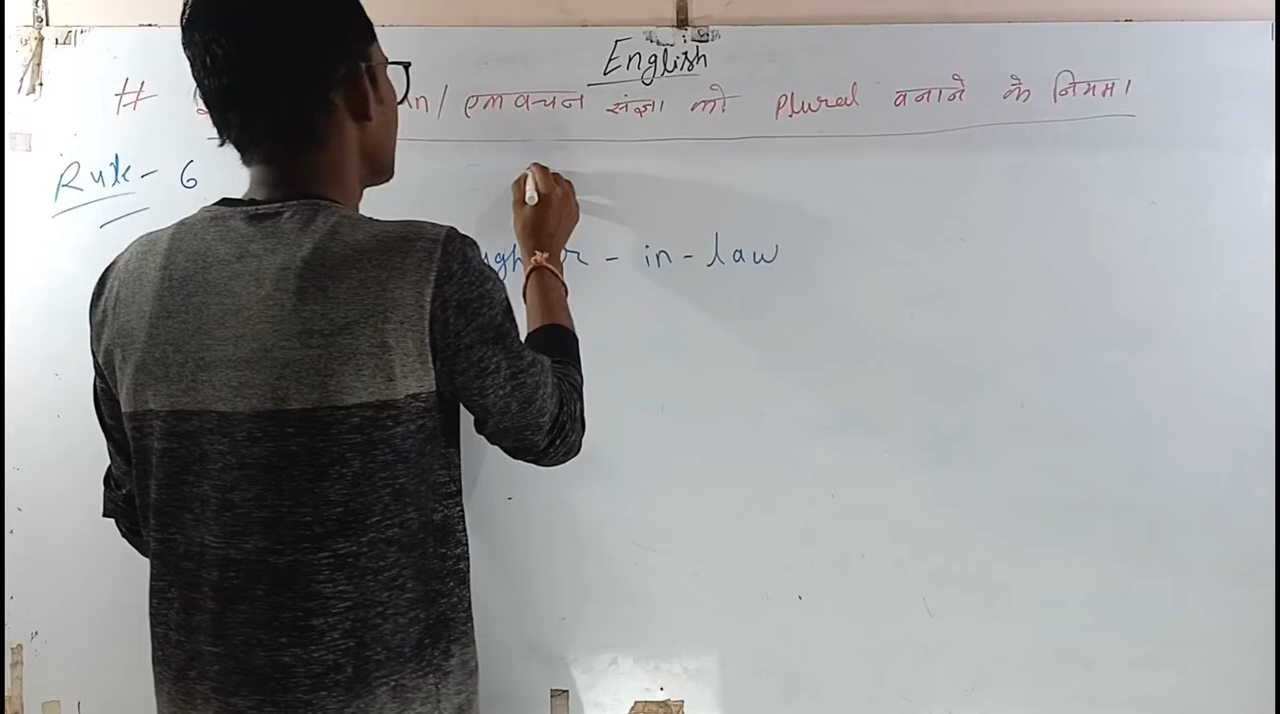 English
# /एकवचन संज्ञा को Plural बनाने के नियम।
Rule - 6
- in - law